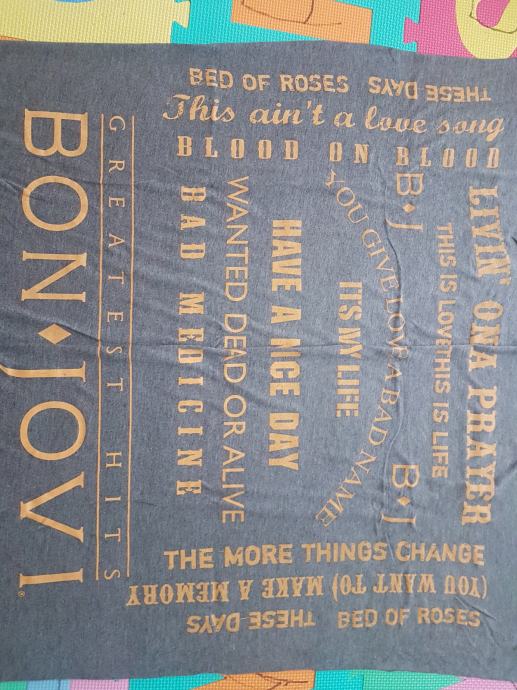 BED OF ROSES THESE DAYS
This ain't a love song
BLOOD ON BLOOD
LIVIN' ON A PRAYER
THIS IS LOVE THIS IS LIFE
B♦J
B♦J
YOU GIVE LOVE A BAD NAME
IT'S MY LIFE
HAVE A NICE DAY
WANTED DEAD OR ALIVE
BAD MEDICINE
GREATEST HITS
BON♦JOVI®
THE MORE THINGS CHANGE
(YOU WANT TO) MAKE A MEMORY
THESE DAYS BED OF ROSES